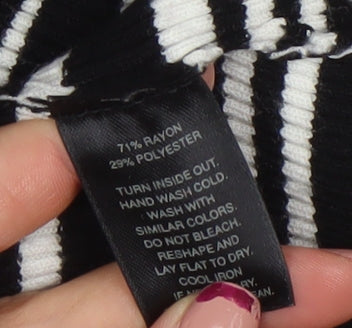 71% RAYON
29% POLYESTER
TURN INSIDE OUT.
HAND WASH COLD.
WASH WITH
SIMILAR COLORS.
DO NOT BLEACH.
RESHAPE AND
LAY FLAT TO DRY.
COOL IRON
IF